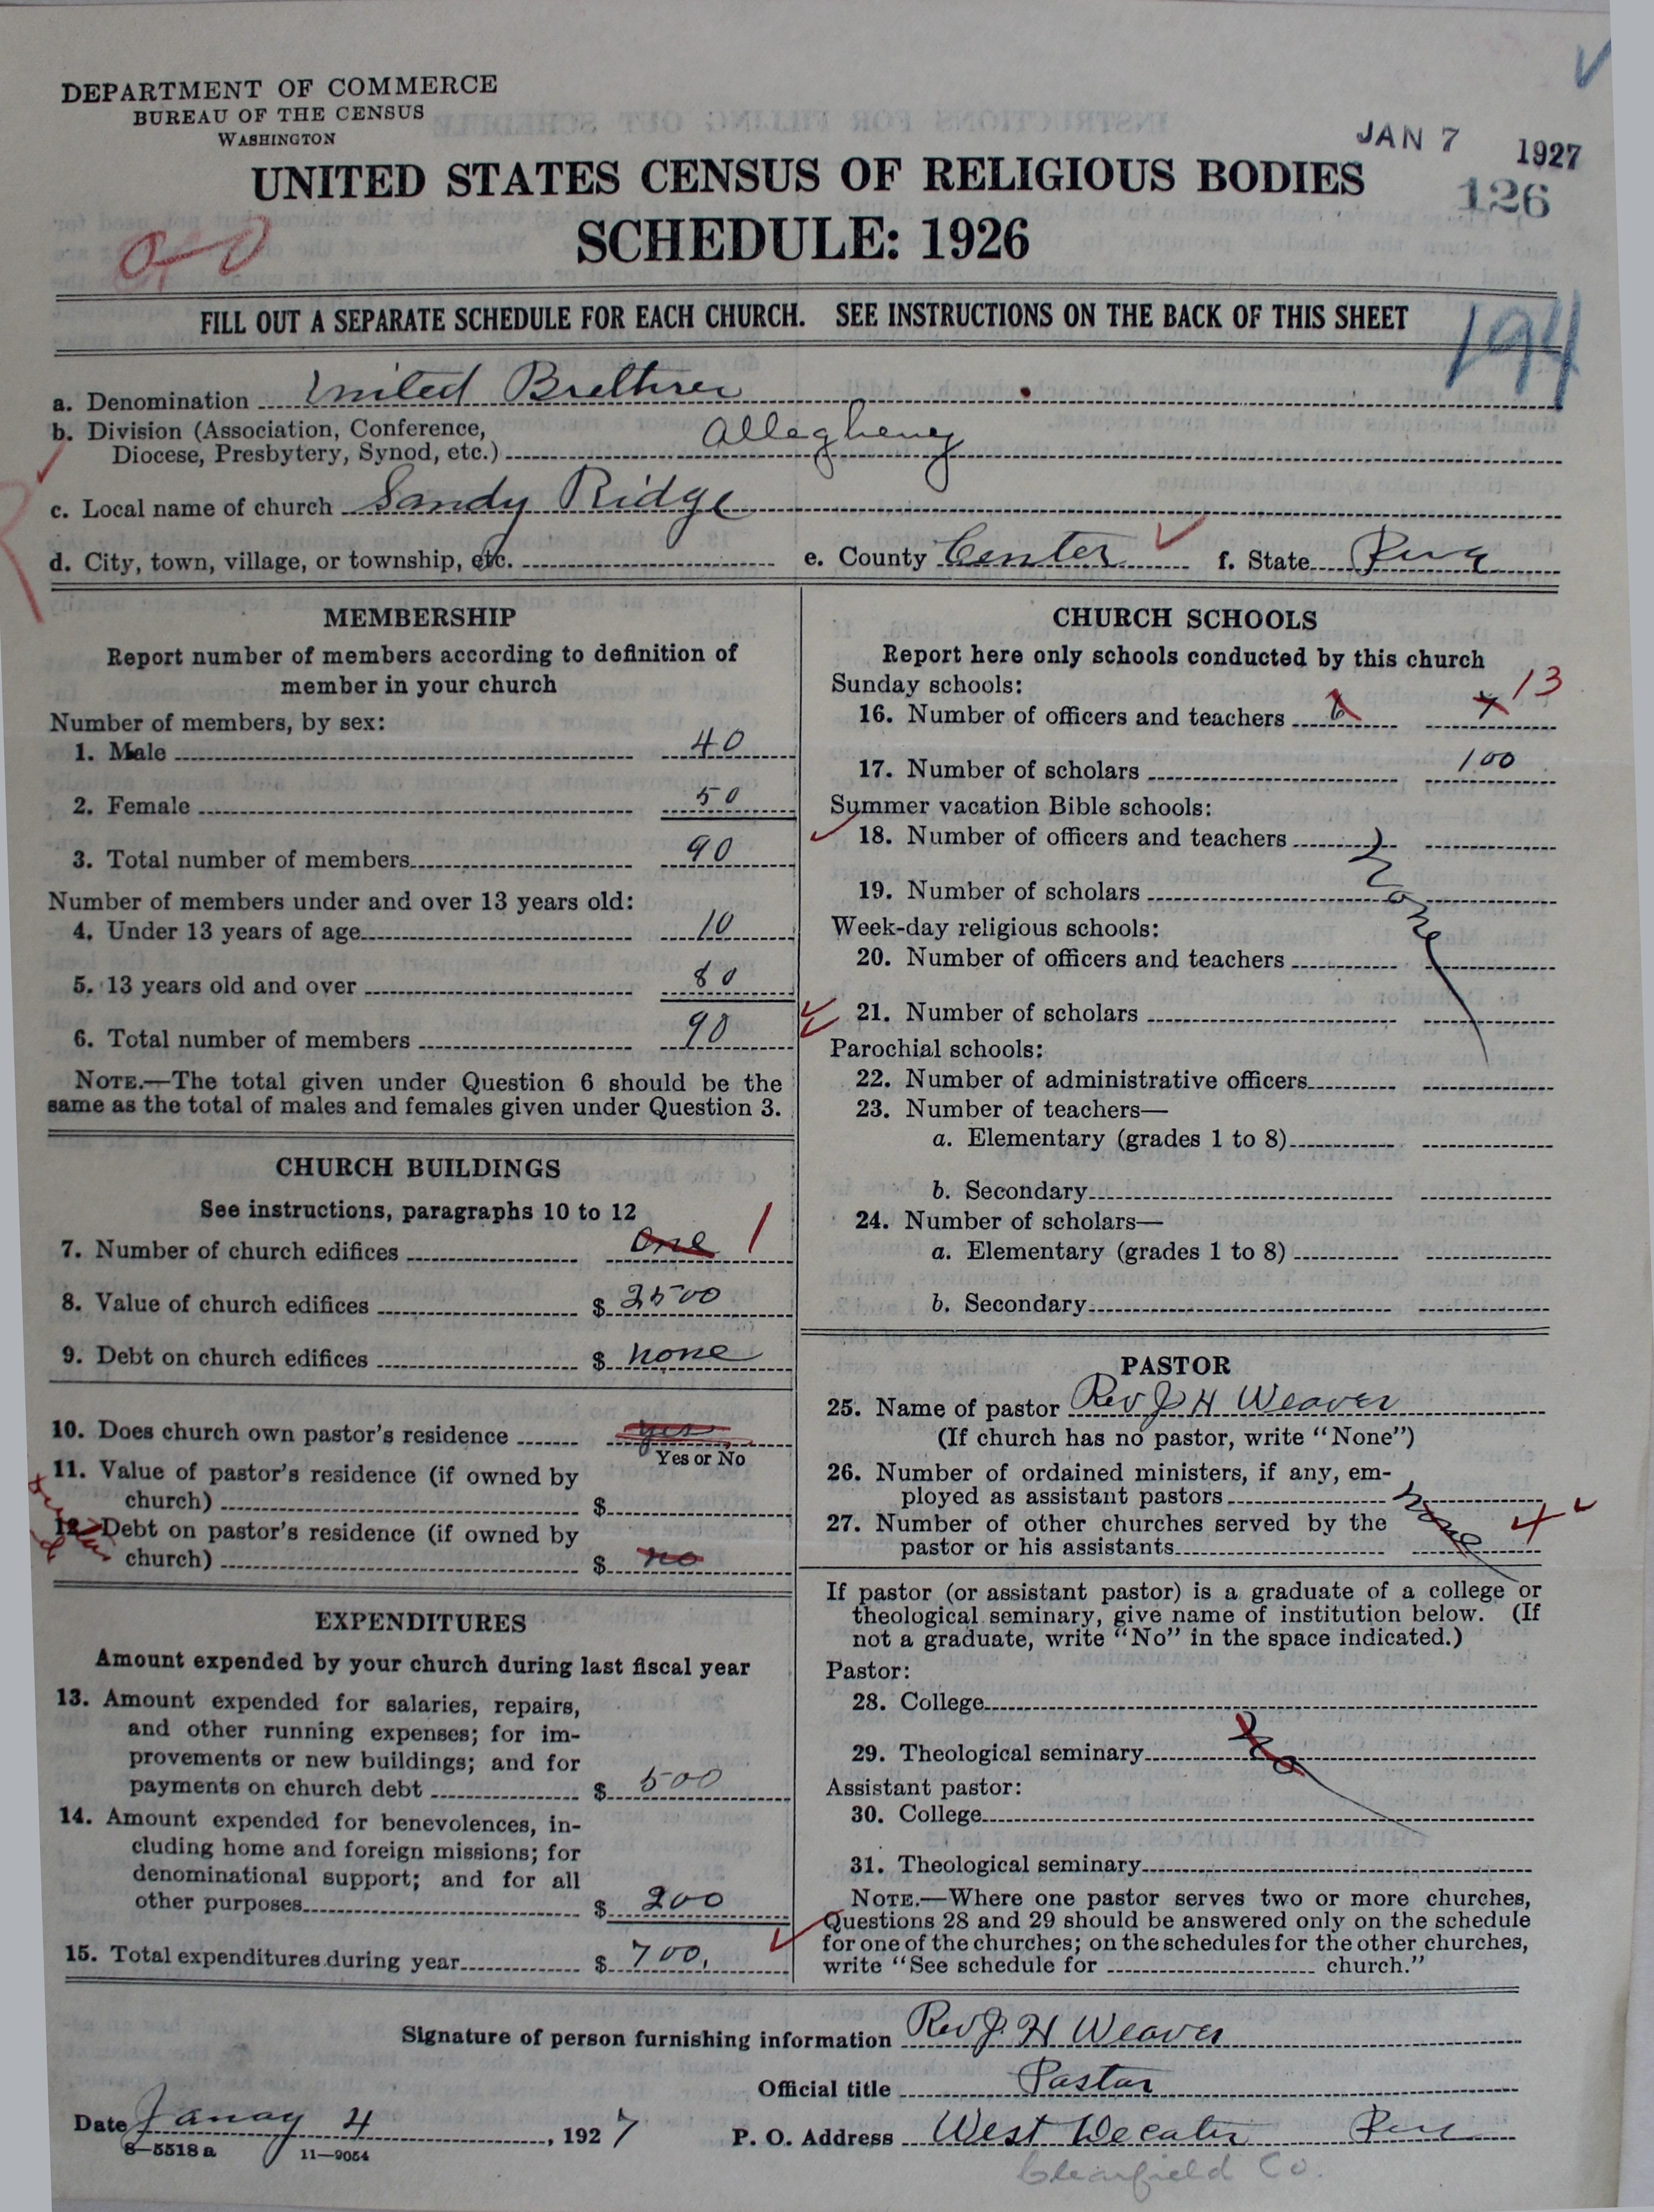 DEPARTMENT OF COMMERCE
BUREAU OF THE CENSUS
WASHINGTON
JAN 7 1927
126
UNITED STATES CENSUS OF RELIGIOUS BODIES
SCHEDULE: 1926
FILL OUT A SEPARATE SCHEDULE FOR EACH CHURCH. SEE INSTRUCTIONS ON THE BACK OF THIS SHEET
194
a. Denomination United Brethren
b. Division (Association, Conference,
Diocese, Presbytery, Synod, etc.) Allegheny
c. Local name of church Sandy Ridge
d. City, town, village, or township, etc. e. County Center f. State Penna
MEMBERSHIP
Report number of members according to definition of
member in your church
Number of members, by sex:
1. Male 40
2. Female 50
3. Total number of members 90
Number of members under and over 13 years old:
4. Under 13 years of age 10
5. 13 years old and over 80
6. Total number of members 90
NOTE.—The total given under Question 6 should be the
same as the total of males and females given under Question 3.
CHURCH BUILDINGS
See instructions, paragraphs 10 to 12
7. Number of church edifices One 1
8. Value of church edifices $ 2500
9. Debt on church edifices $ none
10. Does church own pastor's residence yes
Yes or No
11. Value of pastor's residence (if owned by
church) $
12. Debt on pastor's residence (if owned by
church) $ no
EXPENDITURES
Amount expended by your church during last fiscal year
13. Amount expended for salaries, repairs,
and other running expenses; for im-
provements or new buildings; and for
payments on church debt $ 500
14. Amount expended for benevolences, in-
cluding home and foreign missions; for
denominational support; and for all
other purposes $ 200
15. Total expenditures during year $ 700.
CHURCH SCHOOLS
Report here only schools conducted by this church
Sunday schools:
16. Number of officers and teachers 6 7 13
17. Number of scholars 100
Summer vacation Bible schools:
18. Number of officers and teachers
19. Number of scholars None
Week-day religious schools:
20. Number of officers and teachers
21. Number of scholars
Parochial schools:
22. Number of administrative officers
23. Number of teachers—
a. Elementary (grades 1 to 8)
b. Secondary
24. Number of scholars—
a. Elementary (grades 1 to 8)
b. Secondary
PASTOR
25. Name of pastor Rev J H Weaver
(If church has no pastor, write "None")
26. Number of ordained ministers, if any, em-
ployed as assistant pastors none
27. Number of other churches served by the
pastor or his assistants 4
If pastor (or assistant pastor) is a graduate of a college or
theological seminary, give name of institution below. (If
not a graduate, write "No" in the space indicated.)
Pastor:
28. College
29. Theological seminary No
Assistant pastor:
30. College
31. Theological seminary
NOTE.—Where one pastor serves two or more churches,
Questions 28 and 29 should be answered only on the schedule
for one of the churches; on the schedules for the other churches,
write "See schedule for church."
Signature of person furnishing information Rev J. H Weaver
Official title Pastor
Date Janay 4, 1927 P. O. Address West Decatur Penn
8—5518 a 11—9054
Clearfield Co.